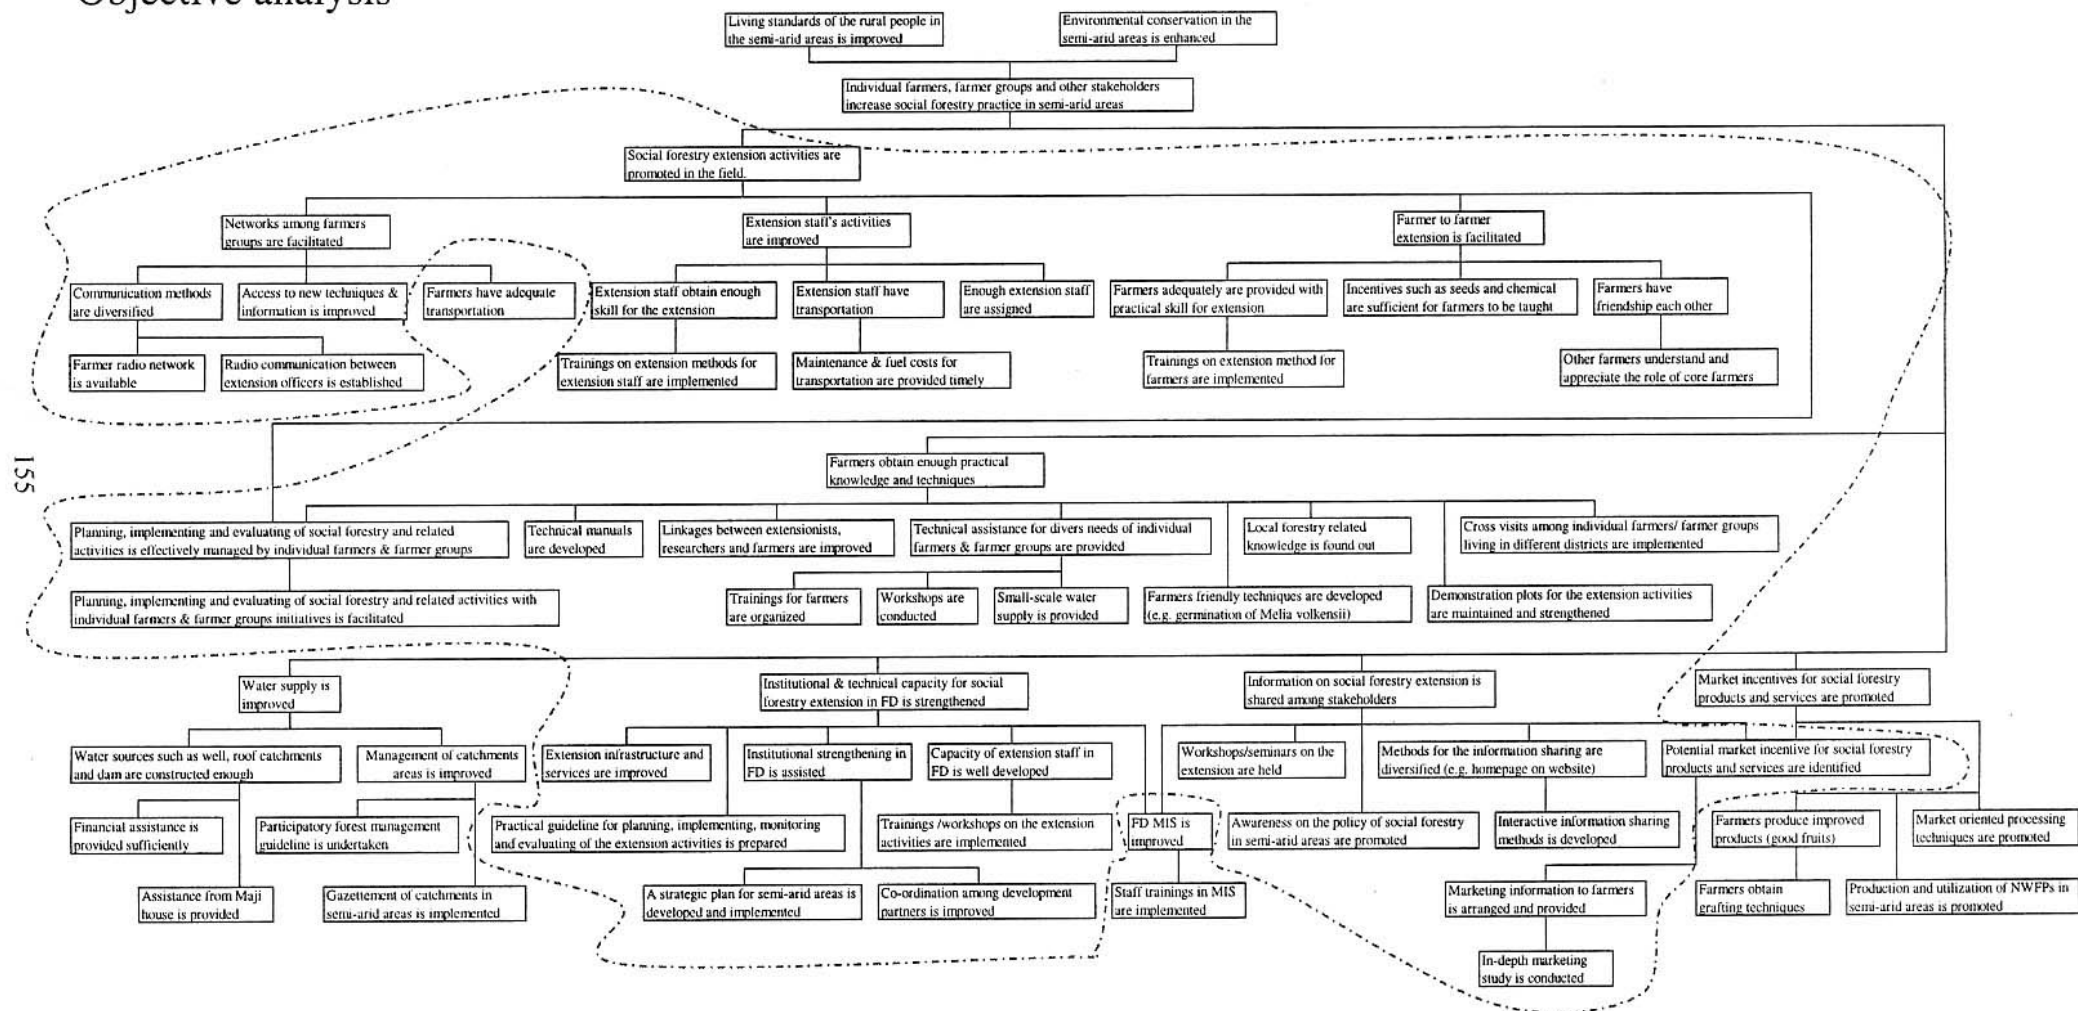 Objective analysis
Living standards of the rural people in
the semi-arid areas is improved
Environmental conservation in the
semi-arid areas is enhanced
Individual farmers, farmer groups and other stakeholders
increase social forestry practice in semi-arid areas
Social forestry extension activities are
promoted in the field.
Networks among farmers
groups are facilitated
Extension staff's activities
are improved
Farmer to farmer
extension is facilitated
Communication methods
are diversified
Access to new techniques &
information is improved
Farmers have adequate
transportation
Extension staff obtain enough
skill for the extension
Extension staff have
transportation
Enough extension staff
are assigned
Farmers adequately are provided with
practical skill for extension
Incentives such as seeds and chemical
are sufficient for farmers to be taught
Farmers have
friendship each other
Farmer radio network
is available
Radio communication between
extension officers is established
Trainings on extension methods for
extension staff are implemented
Maintenance & fuel costs for
transportation are provided timely
Trainings on extension method for
farmers are implemented
Other farmers understand and
appreciate the role of core farmers
155
Farmers obtain enough practical
knowledge and techniques
Planning, implementing and evaluating of social forestry and related
activities is effectively managed by individual farmers & farmer groups
Technical manuals
are developed
Linkages between extensionists,
researchers and farmers are improved
Technical assistance for divers needs of individual
farmers & farmer groups are provided
Local forestry related
knowledge is found out
Cross visits among individual farmers/ farmer groups
living in different districts are implemented
Planning, implementing and evaluating of social forestry and related activities with
individual farmers & farmer groups initiatives is facilitated
Trainings for farmers
are organized
Workshops are
conducted
Small-scale water
supply is provided
Farmers friendly techniques are developed
(e.g. germination of Melia volkensii)
Demonstration plots for the extension activities
are maintained and strengthened
Water supply is
improved
Institutional & technical capacity for social
forestry extension in FD is strengthened
Information on social forestry extension is
shared among stakeholders
Market incentives for social forestry
products and services are promoted
Water sources such as well, roof catchments
and dam are constructed enough
Management of catchments
areas is improved
Extension infrastructure and
services are improved
Institutional strengthening in
FD is assisted
Capacity of extension staff in
FD is well developed
Workshops/seminars on the
extension are held
Methods for the information sharing are
diversified (e.g. homepage on website)
Potential market incentive for social forestry
products and services are identified
Financial assistance is
provided sufficiently
Participatory forest management
guideline is undertaken
Practical guideline for planning, implementing, monitoring
and evaluating of the extension activities is prepared
Trainings /workshops on the extension
activities are implemented
FD MIS is
improved
Awareness on the policy of social forestry
in semi-arid areas are promoted
Interactive information sharing
methods is developed
Farmers produce improved
products (good fruits)
Market oriented processing
techniques are promoted
Assistance from Maji
house is provided
Gazettement of catchments in
semi-arid areas is implemented
A strategic plan for semi-arid areas is
developed and implemented
Co-ordination among development
partners is improved
Staff trainings in MIS
are implemented
Marketing information to farmers
is arranged and provided
Farmers obtain
grafting techniques
Production and utilization of NWFPs in
semi-arid areas is promoted
In-depth marketing
study is conducted